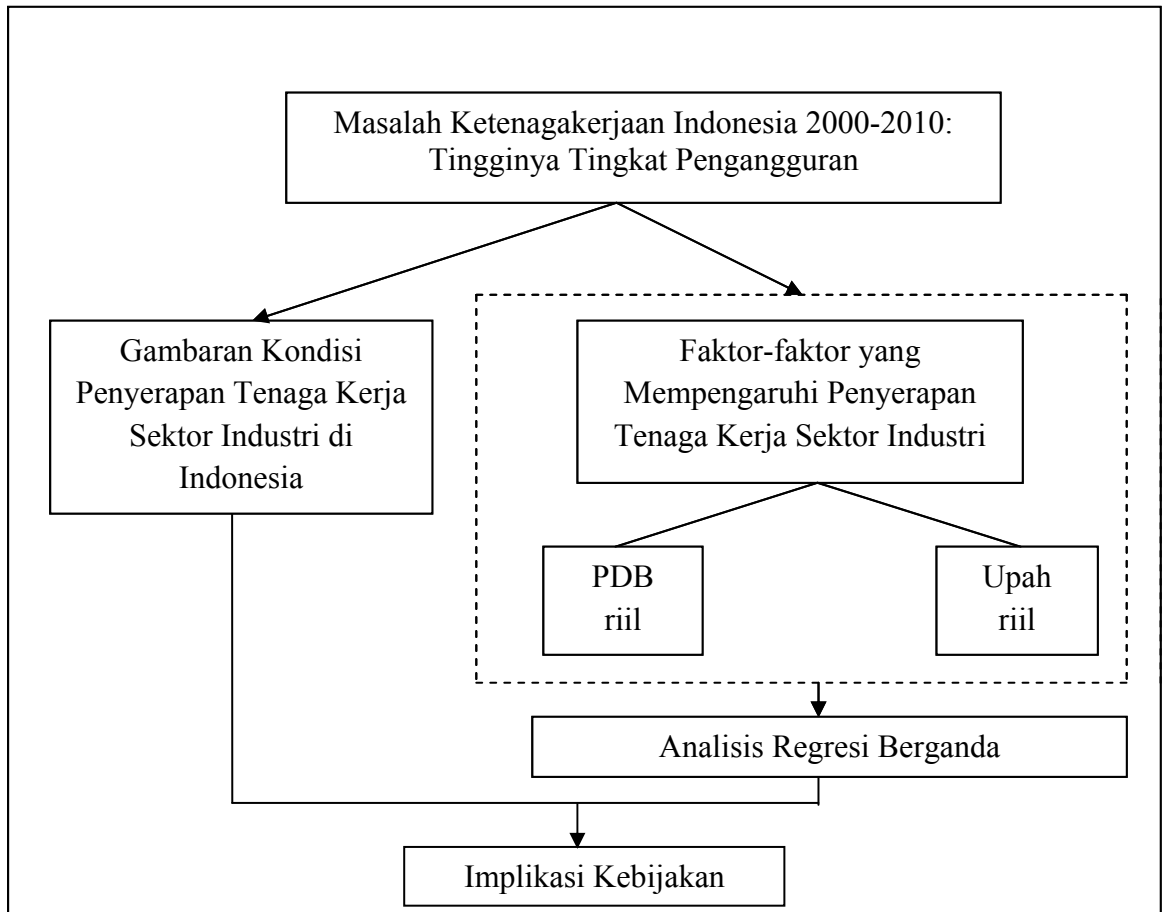 Masalah Ketenagakerjaan Indonesia 2000-2010:
Tingginya Tingkat Pengangguran
Gambaran Kondisi
Penyerapan Tenaga Kerja
Sektor Industri di
Indonesia
Faktor-faktor yang
Mempengaruhi Penyerapan
Tenaga Kerja Sektor Industri
PDB
riil
Upah
riil
Analisis Regresi Berganda
Implikasi Kebijakan